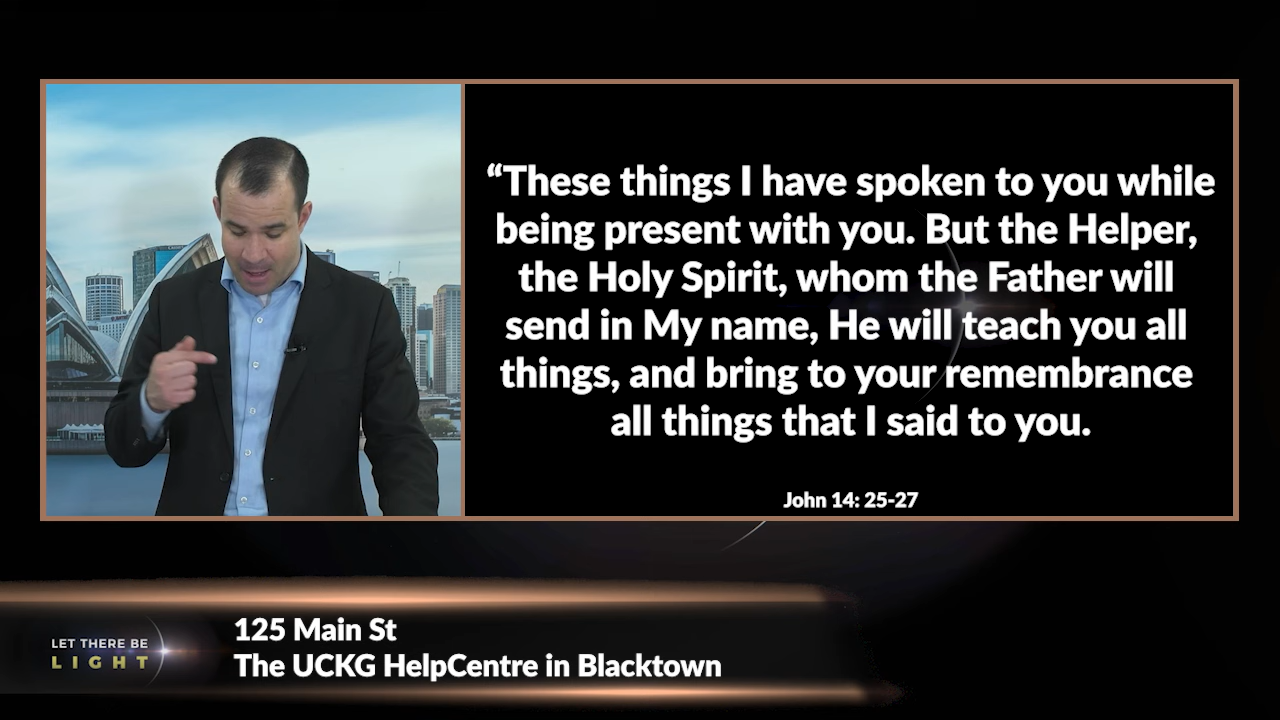 “These things I have spoken to you while
being present with you. But the Helper,
the Holy Spirit, whom the Father will
send in My name, He will teach you all
things, and bring to your remembrance
all things that I said to you.
John 14: 25-27
LET THERE BE
LIGHT
125 Main St
The UCKG HelpCentre in Blacktown